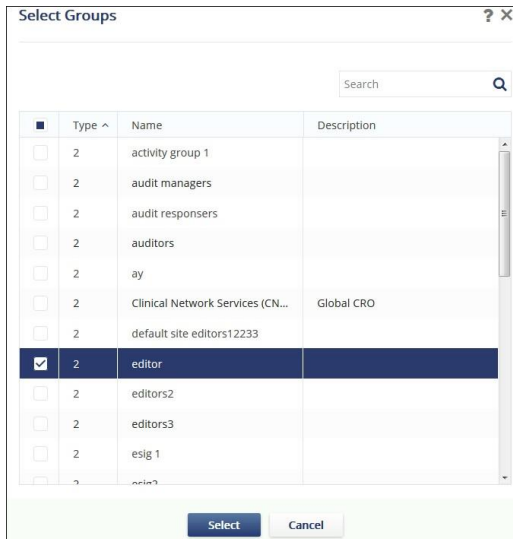 Select Groups ? ×
Search
Type Name Description
2 activity group 1
2 audit managers
2 audit responsers
2 auditors
2 ay
2 Clinical Network Services (CN... Global CRO
2 default site editors12233
2 editor
2 editors2
2 editors3
2 esig 1
2 esig2
Select Cancel